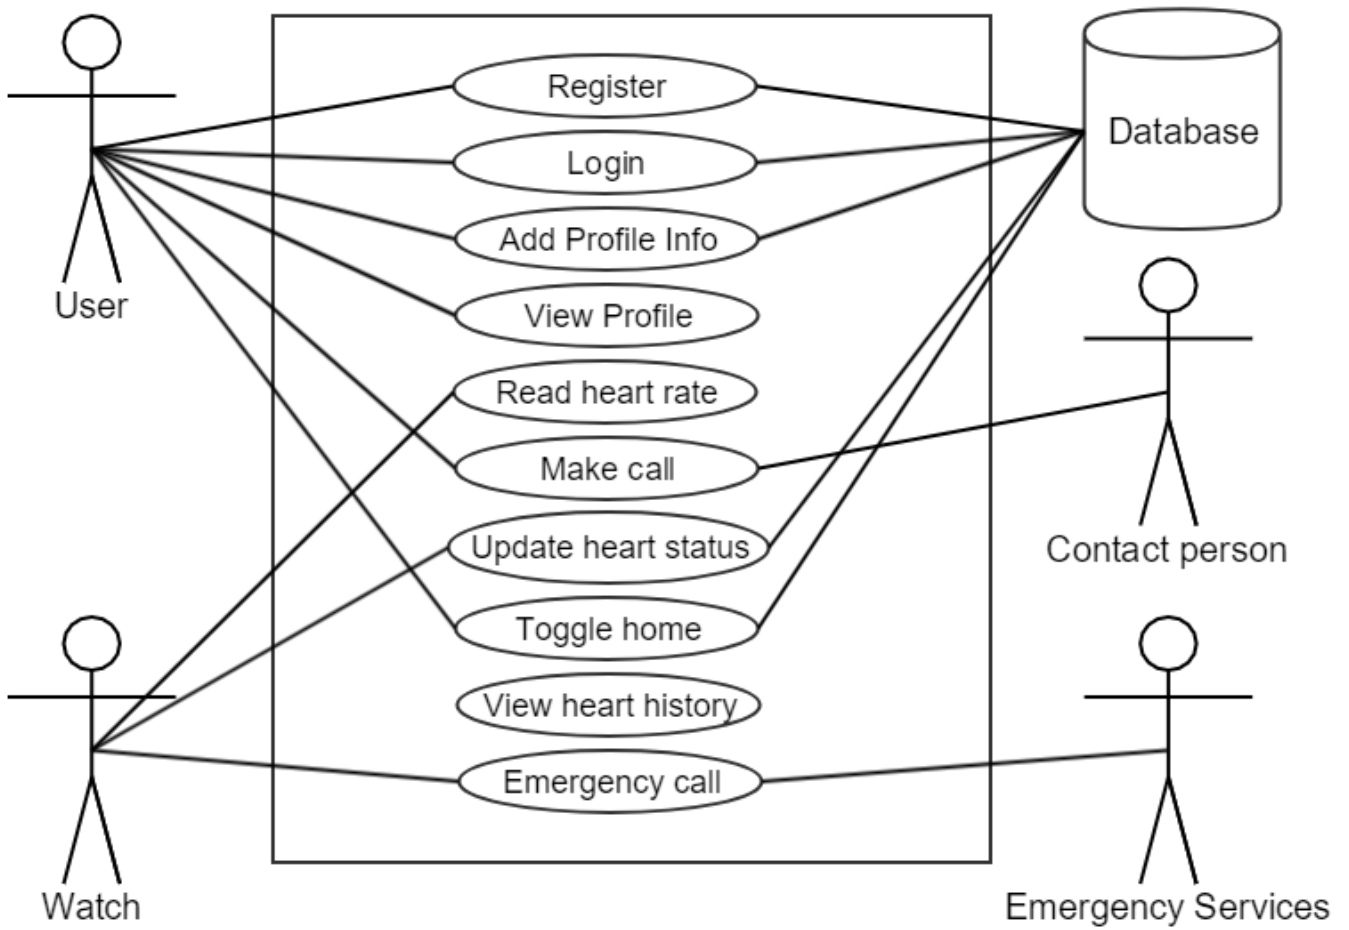 Register
Login
Add Profile Info
View Profile
Read heart rate
Make call
Update heart status
Toggle home
View heart history
Emergency call
User
Watch
Database
Contact person
Emergency Services